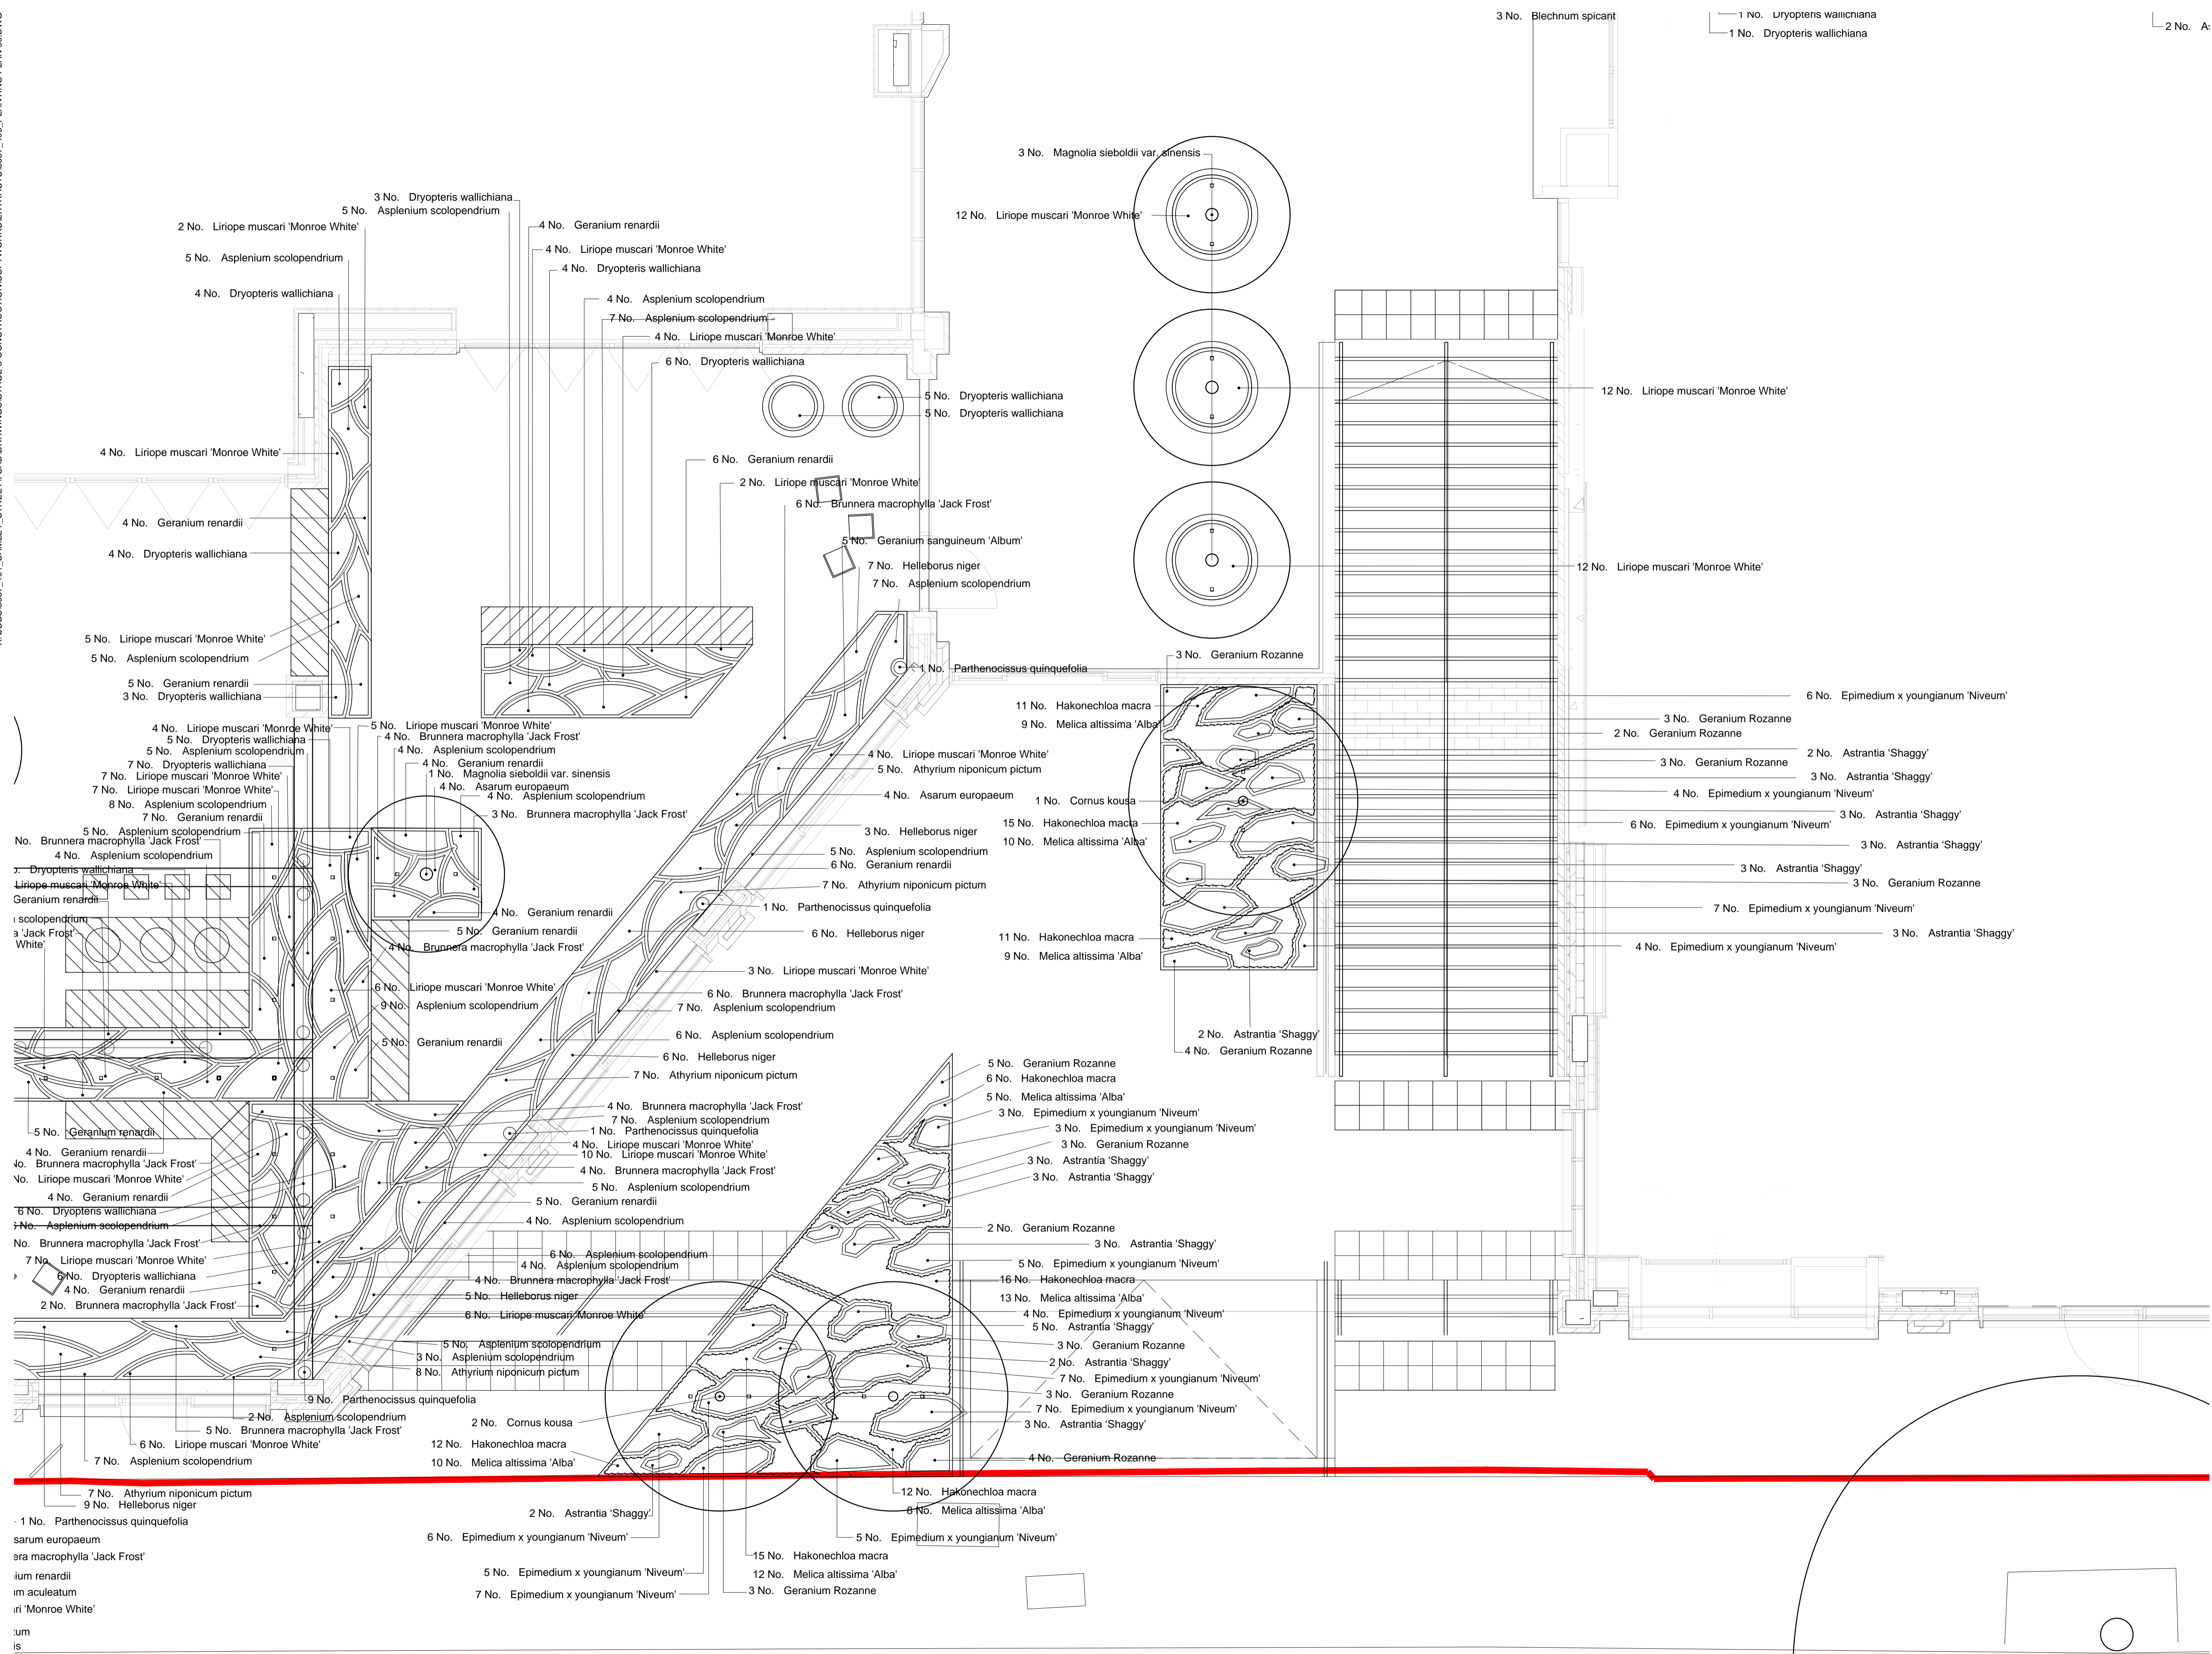 3 No. Blechnum spicant
1 No. Dryopteris wallichiana
1 No. Dryopteris wallichiana
2 No.
3 No. Magnolia sieboldii var. sinensis
12 No. Liriope muscari 'Monroe White'
3 No. Dryopteris wallichiana
5 No. Asplenium scolopendrium
2 No. Liriope muscari 'Monroe White'
4 No. Geranium renardii
4 No. Liriope muscari 'Monroe White'
5 No. Asplenium scolopendrium
4 No. Dryopteris wallichiana
4 No. Dryopteris wallichiana
4 No. Asplenium scolopendrium
7 No. Asplenium scolopendrium
4 No. Liriope muscari 'Monroe White'
6 No. Dryopteris wallichiana
5 No. Dryopteris wallichiana
5 No. Dryopteris wallichiana
12 No. Liriope muscari 'Monroe White'
4 No. Liriope muscari 'Monroe White'
6 No. Geranium renardii
2 No. Liriope muscari 'Monroe White'
6 No. Brunnera macrophylla 'Jack Frost'
4 No. Geranium renardii
5 No. Geranium sanguineum 'Album'
4 No. Dryopteris wallichiana
7 No. Helleborus niger
12 No. Liriope muscari 'Monroe White'
7 No. Asplenium scolopendrium
5 No. Liriope muscari 'Monroe White'
5 No. Asplenium scolopendrium
3 No. Geranium Rozanne
1 No. Parthenocissus quinquefolia
5 No. Geranium renardii
3 No. Dryopteris wallichiana
6 No. Epimedium x youngianum 'Niveum'
11 No. Hakonechloa macra
9 No. Melica altissima 'Alba'
3 No. Geranium Rozanne
2 No. Geranium Rozanne
4 No. Liriope muscari 'Monroe White'
5 No. Liriope muscari 'Monroe White'
5 No. Dryopteris wallichiana
4 No. Brunnera macrophylla 'Jack Frost'
5 No. Asplenium scolopendrium
4 No. Asplenium scolopendrium
4 No. Liriope muscari 'Monroe White'
2 No. Astrantia ‘Shaggy’
7 No. Dryopteris wallichiana
4 No. Geranium renardii
5 No. Athyrium niponicum pictum
3 No. Geranium Rozanne
7 No. Liriope muscari 'Monroe White'
1 No. Magnolia sieboldii var. sinensis
3 No. Astrantia ‘Shaggy’
7 No. Liriope muscari 'Monroe White'
4 No. Asarum europaeum
4 No. Asplenium scolopendrium
4 No. Asarum europaeum
4 No. Epimedium x youngianum 'Niveum'
8 No. Asplenium scolopendrium
1 No. Cornus kousa
7 No. Geranium renardii
3 No. Brunnera macrophylla 'Jack Frost'
3 No. Astrantia ‘Shaggy’
15 No. Hakonechloa macra
6 No. Epimedium x youngianum 'Niveum'
5 No. Asplenium scolopendrium
3 No. Helleborus niger
No. Brunnera macrophylla 'Jack Frost'
10 No. Melica altissima 'Alba'
3 No. Astrantia ‘Shaggy’
4 No. Asplenium scolopendrium
5 No. Asplenium scolopendrium
6 No. Geranium renardii
Dryopteris wallichiana
3 No. Astrantia ‘Shaggy’
Liriope muscari 'Monroe White'
7 No. Athyrium niponicum pictum
3 No. Geranium Rozanne
Geranium renardii
1 No. Parthenocissus quinquefolia
7 No. Epimedium x youngianum 'Niveum'
4 No. Geranium renardii
scolopendrium
5 No. Geranium renardii
'Jack Frost'
6 No. Helleborus niger
3 No. Astrantia ‘Shaggy’
White'
4 No. Brunnera macrophylla 'Jack Frost'
11 No. Hakonechloa macra
4 No. Epimedium x youngianum 'Niveum'
9 No. Melica altissima 'Alba'
3 No. Liriope muscari 'Monroe White'
6 No. Liriope muscari 'Monroe White'
6 No. Brunnera macrophylla 'Jack Frost'
9 No. Asplenium scolopendrium
7 No. Asplenium scolopendrium
6 No. Asplenium scolopendrium
2 No. Astrantia ‘Shaggy’
5 No. Geranium renardii
4 No. Geranium Rozanne
6 No. Helleborus niger
5 No. Geranium Rozanne
7 No. Athyrium niponicum pictum
6 No. Hakonechloa macra
5 No. Melica altissima 'Alba'
4 No. Brunnera macrophylla 'Jack Frost'
3 No. Epimedium x youngianum 'Niveum'
7 No. Asplenium scolopendrium
3 No. Epimedium x youngianum 'Niveum'
5 No. Geranium renardii
1 No. Parthenocissus quinquefolia
4 No. Liriope muscari 'Monroe White'
3 No. Geranium Rozanne
4 No. Geranium renardii
10 No. Liriope muscari 'Monroe White'
3 No. Astrantia ‘Shaggy’
No. Brunnera macrophylla 'Jack Frost'
4 No. Brunnera macrophylla 'Jack Frost'
3 No. Astrantia ‘Shaggy’
No. Liriope muscari 'Monroe White'
5 No. Asplenium scolopendrium
4 No. Geranium renardii
5 No. Geranium renardii
6 No. Dryopteris wallichiana
No. Asplenium scolopendrium
4 No. Asplenium scolopendrium
2 No. Geranium Rozanne
No. Brunnera macrophylla 'Jack Frost'
3 No. Astrantia ‘Shaggy’
6 No. Asplenium scolopendrium
7 No. Liriope muscari 'Monroe White'
4 No. Asplenium scolopendrium
5 No. Epimedium x youngianum 'Niveum'
6 No. Dryopteris wallichiana
4 No. Brunnera macrophylla 'Jack Frost'
16 No. Hakonechloa macra
4 No. Geranium renardii
5 No. Helleborus niger
13 No. Melica altissima 'Alba'
2 No. Brunnera macrophylla 'Jack Frost'
6 No. Liriope muscari 'Monroe White'
4 No. Epimedium x youngianum 'Niveum'
5 No. Astrantia ‘Shaggy’
5 No. Asplenium scolopendrium
3 No. Geranium Rozanne
3 No. Asplenium scolopendrium
2 No. Astrantia ‘Shaggy’
8 No. Athyrium niponicum pictum
7 No. Epimedium x youngianum 'Niveum'
3 No. Geranium Rozanne
9 No. Parthenocissus quinquefolia
7 No. Epimedium x youngianum 'Niveum'
2 No. Asplenium scolopendrium
2 No. Cornus kousa
3 No. Astrantia ‘Shaggy’
5 No. Brunnera macrophylla 'Jack Frost'
6 No. Liriope muscari 'Monroe White'
12 No. Hakonechloa macra
7 No. Asplenium scolopendrium
10 No. Melica altissima 'Alba'
4 No. Geranium Rozanne
7 No. Athyrium niponicum pictum
12 No. Hakonechloa macra
9 No. Helleborus niger
2 No. Astrantia ‘Shaggy’
8 No. Melica altissima 'Alba'
1 No. Parthenocissus quinquefolia
6 No. Epimedium x youngianum 'Niveum'
5 No. Epimedium x youngianum 'Niveum'
sarum europaeum
era macrophylla 'Jack Frost'
15 No. Hakonechloa macra
5 No. Epimedium x youngianum 'Niveum'
12 No. Melica altissima 'Alba'
ium renardii
7 No. Epimedium x youngianum 'Niveum'
3 No. Geranium Rozanne
aculeatum
'Monroe White'
tum
is